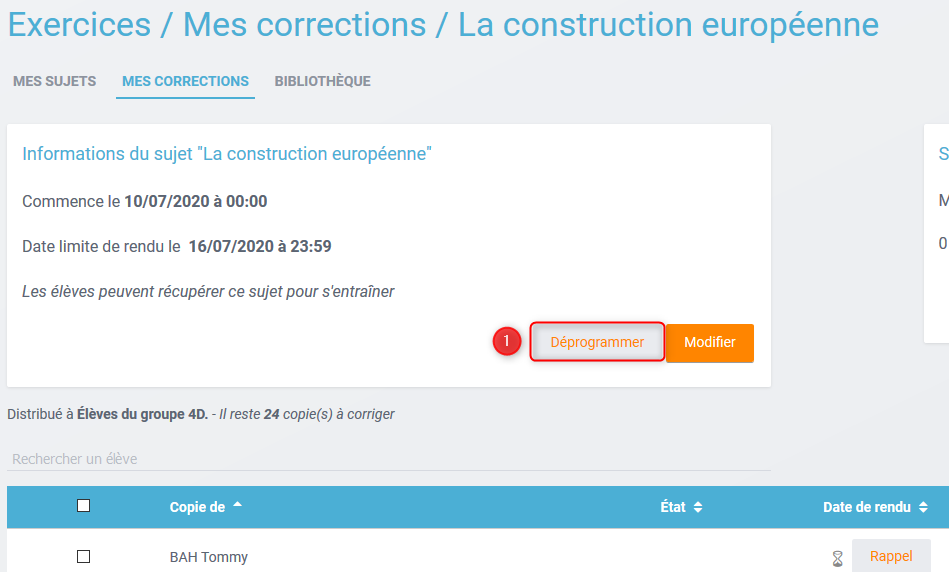 Exercices / Mes corrections / La construction européenne
MES SUJETS MES CORRECTIONS BIBLIOTHÈQUE
Informations du sujet "La construction européenne"
Commence le 10/07/2020 à 00:00
Date limite de rendu le 16/07/2020 à 23:59
Les élèves peuvent récupérer ce sujet pour s'entraîner
1 Déprogrammer Modifier
S
M
0
Distribué à Élèves du groupe 4D. - Il reste 24 copie(s) à corriger
Rechercher un élève
Copie de État Date de rendu
BAH Tommy Rappel